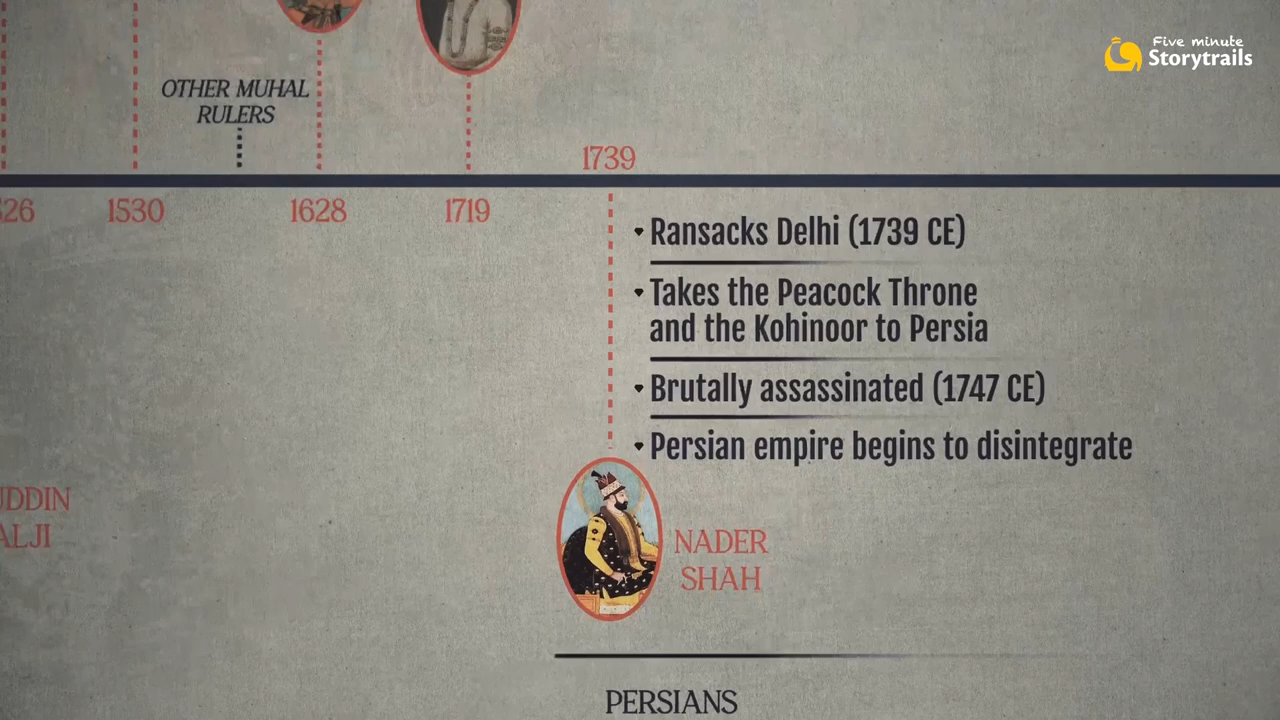 Five minute
Storytrails
OTHER MUHAL
RULERS
1739
1530
1628
1719
Ransacks Delhi (1739 CE)
Takes the Peacock Throne
and the Kohinoor to Persia
Brutally assassinated (1747 CE)
Persian empire begins to disintegrate
NADER
SHAH
PERSIANS